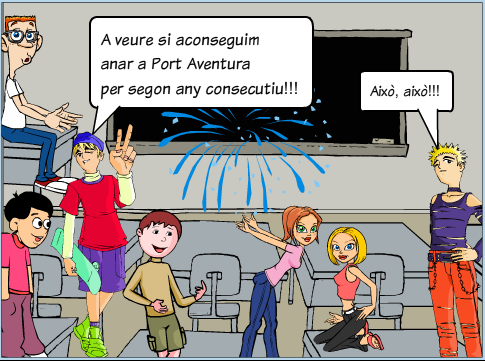 A veure si aconseguim
anar a Port Aventura
per segon any consecutiu!!!
Això, això!!!